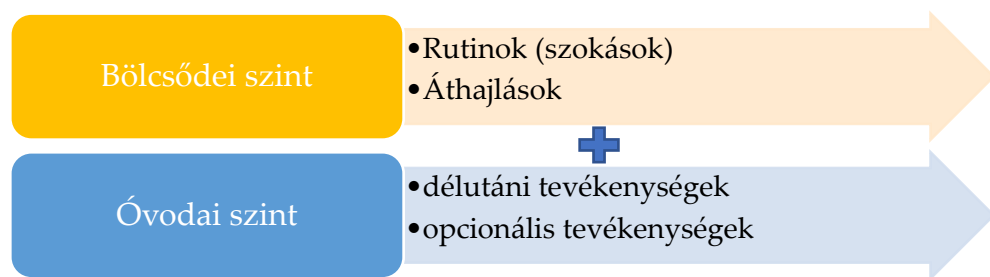 Bölcsődei szint
•Rutinok (szokások)
•Áthajlások
Óvodai szint
•délutáni tevékenységek
•opcionális tevékenységek